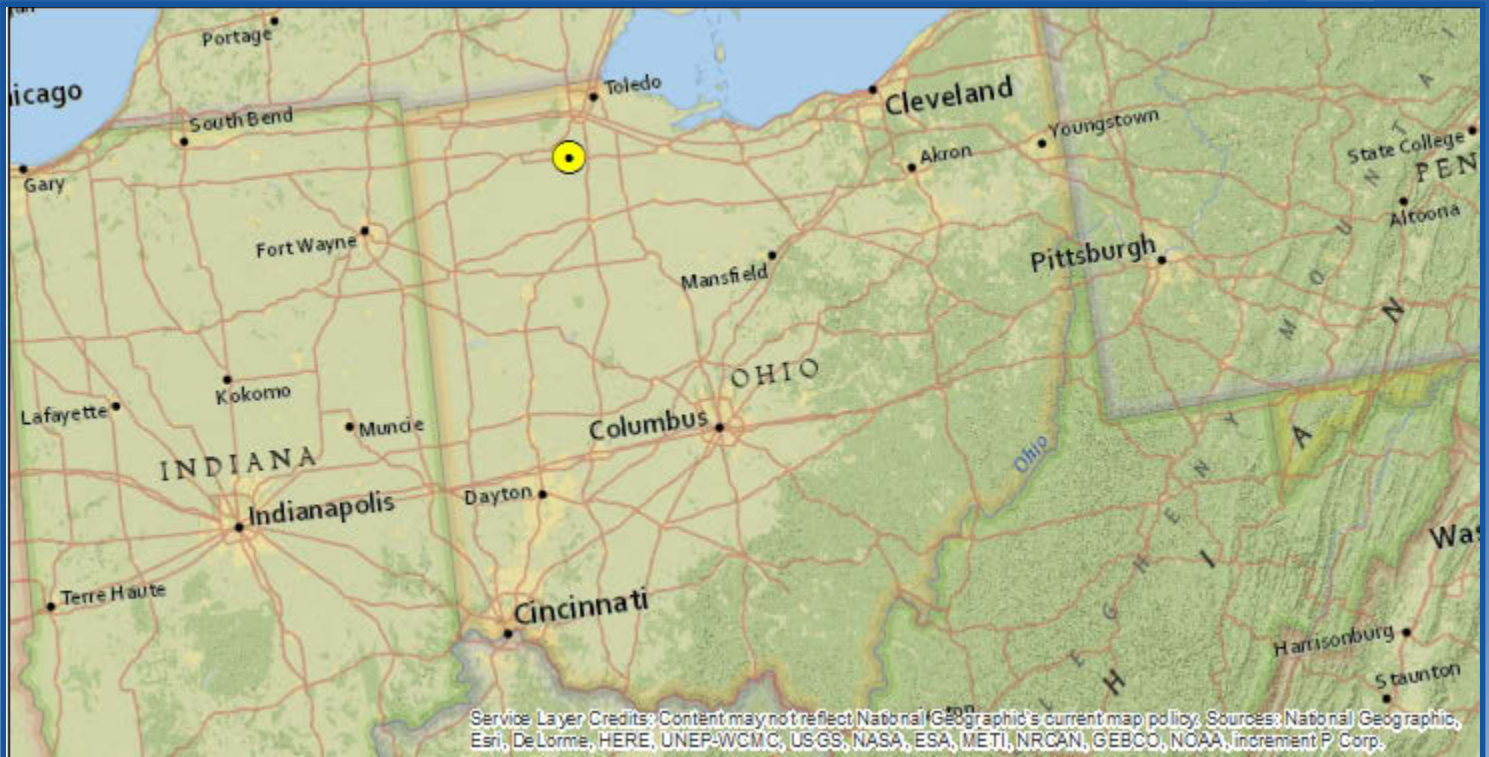 Portage
Toledo
icago
Cleveland
South Bend
Youngstown
Akron
State College
Gary
PEN
Altoona
Fort Wayne
Pittsburgh
Mansfield
M O U N T A I N
OHIO
Kokomo
Lafayette
Muncie
Columbus
INDIANA
Ohio
Dayton
Indianapolis
Was
Terre Haute
Cincinnati
L E G H E N Y
H I A N
Harrisonburg
Staunton
ton
Service Layer Credits: Content may not reflect National Geographic's current map policy. Sources: National Geographic,
Esri, DeLorme, HERE, UNEP-WCMC, USGS, NASA, ESA, METI, NRCAN, GEBCO, NOAA, increment P Corp.